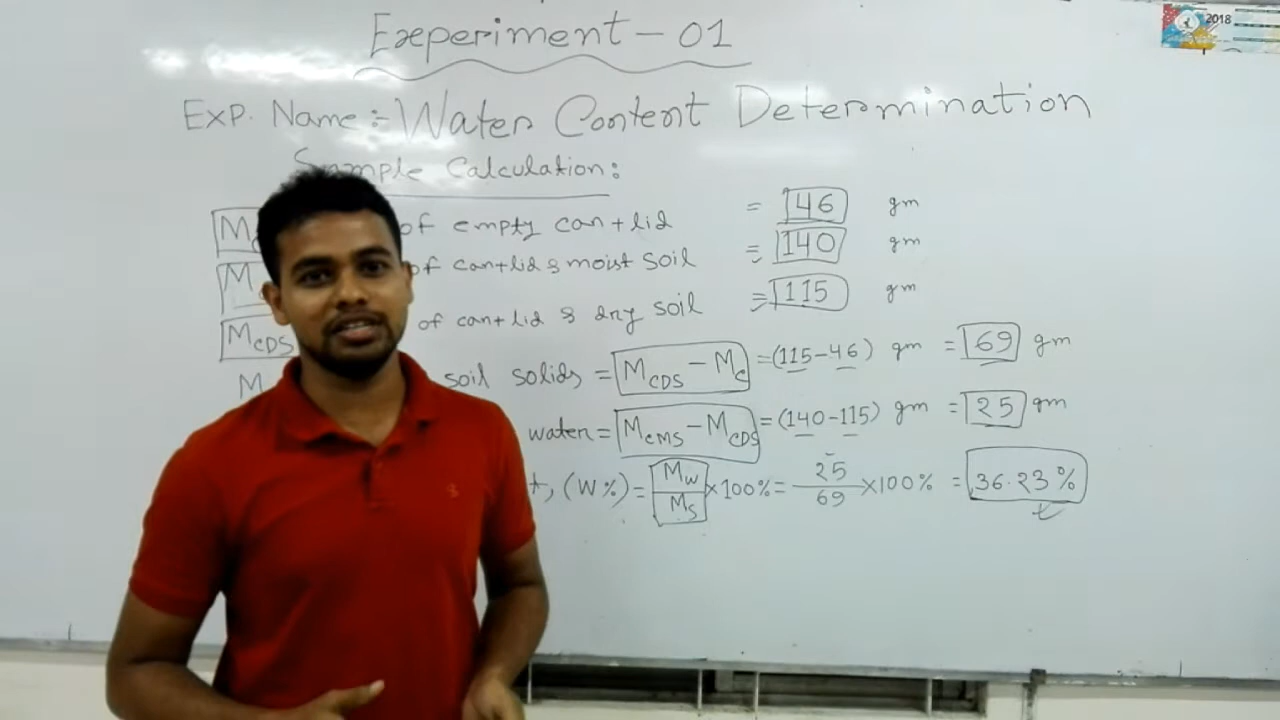 2018
Experiment - 01
Exp. Name:- Water Content Determination
Sample Calculation:
of empty can+lid = 46 gm
of can+lid & moist soil = 140 gm
MCDS of can+lid & dry soil = 115 gm
M soil solids = MCDS - MC = (115-46) gm = 69 gm
water = MCMS - MCDS = (140-115) gm = 25 gm
t, (W%) = MW/MS ×100% = 25/69 ×100% = 36.23%